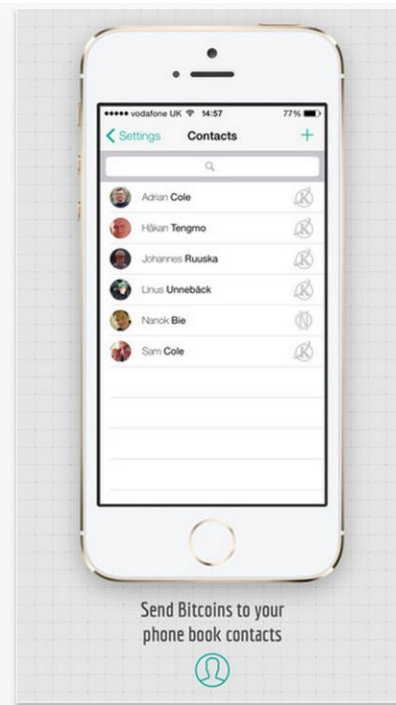 vodafone UK 14:57 77%
Settings Contacts +
Adrian Cole
Håkan Tengmo
Johannes Ruuska
Linus Unnebäck
Nanok Bie
Sam Cole
Send Bitcoins to your
phone book contacts